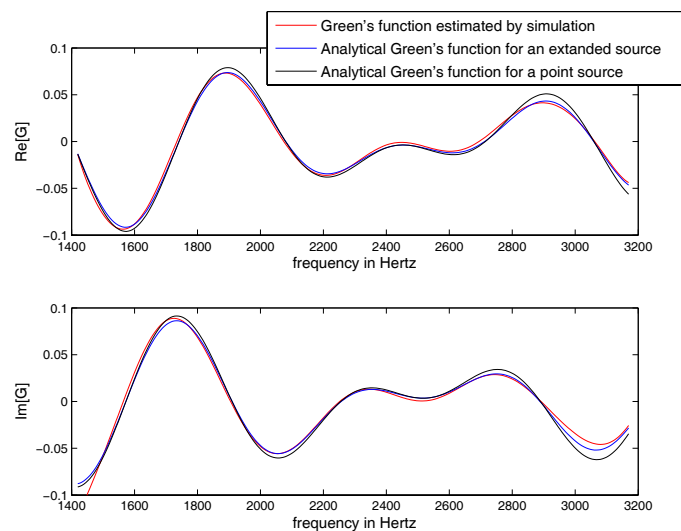 Green's function estimated by simulation
Analytical Green's function for an extanded source
Analytical Green's function for a point source
0.1
0.05
0
−0.05
−0.1
Re[G]
1400 1600 1800 2000 2200 2400 2600 2800 3000 3200
frequency in Hertz
0.1
0.05
0
−0.05
−0.1
Im[G]
1400 1600 1800 2000 2200 2400 2600 2800 3000 3200
frequency in Hertz